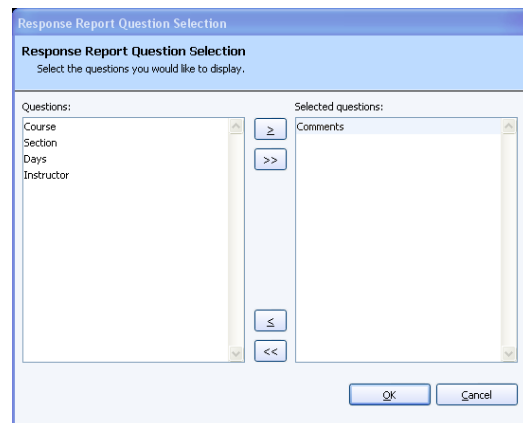 Response Report Question Selection
Response Report Question Selection
Select the questions you would like to display.
Questions:
Course
Section
Days
Instructor
>
>>
<
<<
Selected questions:
Comments
OK
Cancel